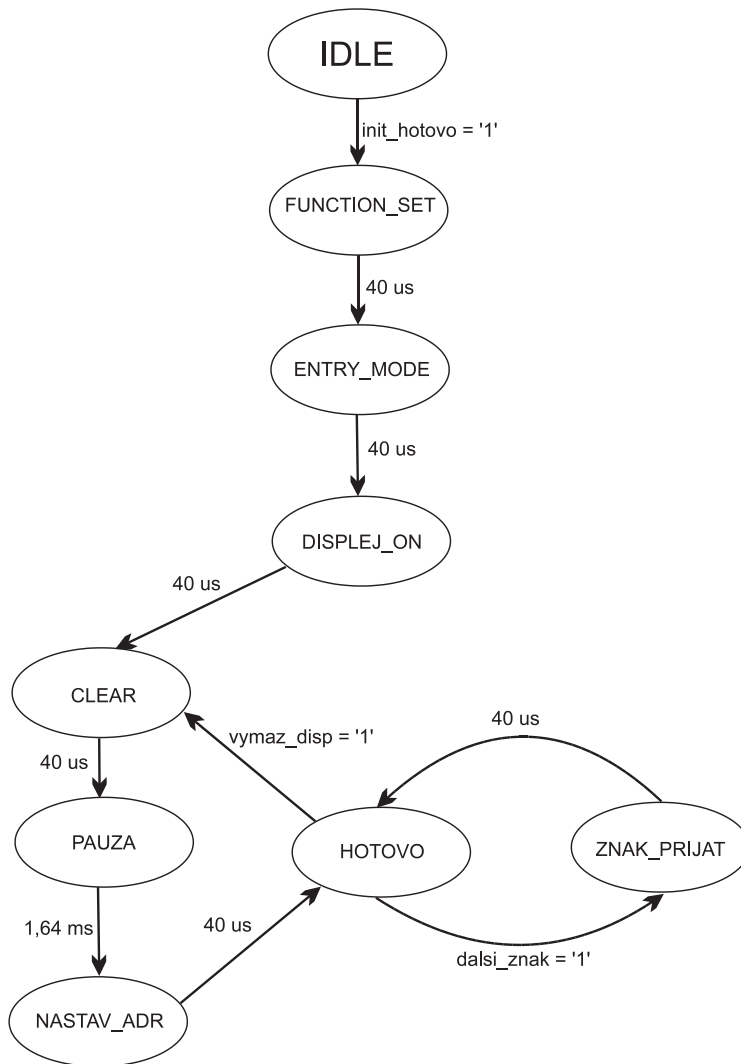 IDLE
init_hotovo = '1'
FUNCTION_SET
40 us
ENTRY_MODE
40 us
DISPLEJ_ON
40 us
CLEAR
vymaz_disp = '1'
40 us
40 us
PAUZA
HOTOVO
ZNAK_PRIJAT
1,64 ms
40 us
dalsi_znak = '1'
NASTAV_ADR